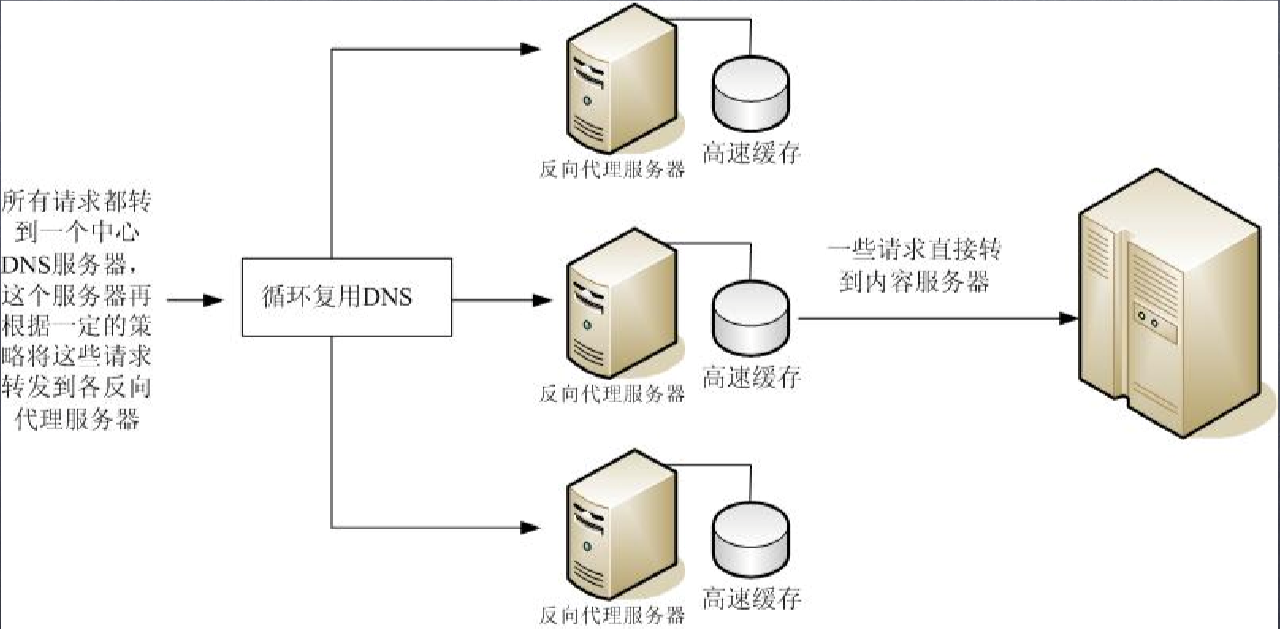 所有请求都转
到一个中心
DNS服务器，
这个服务器再
根据一定的策
略将这些请求
转发到各反向
代理服务器
循环复用DNS
反向代理服务器
高速缓存
反向代理服务器
高速缓存
反向代理服务器
高速缓存
一些请求直接转
到内容服务器